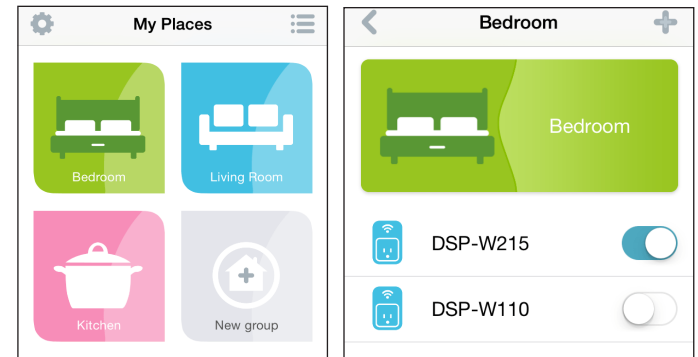 My Places
Bedroom
Living Room
Kitchen
New group
Bedroom
Bedroom
DSP-W215
DSP-W110